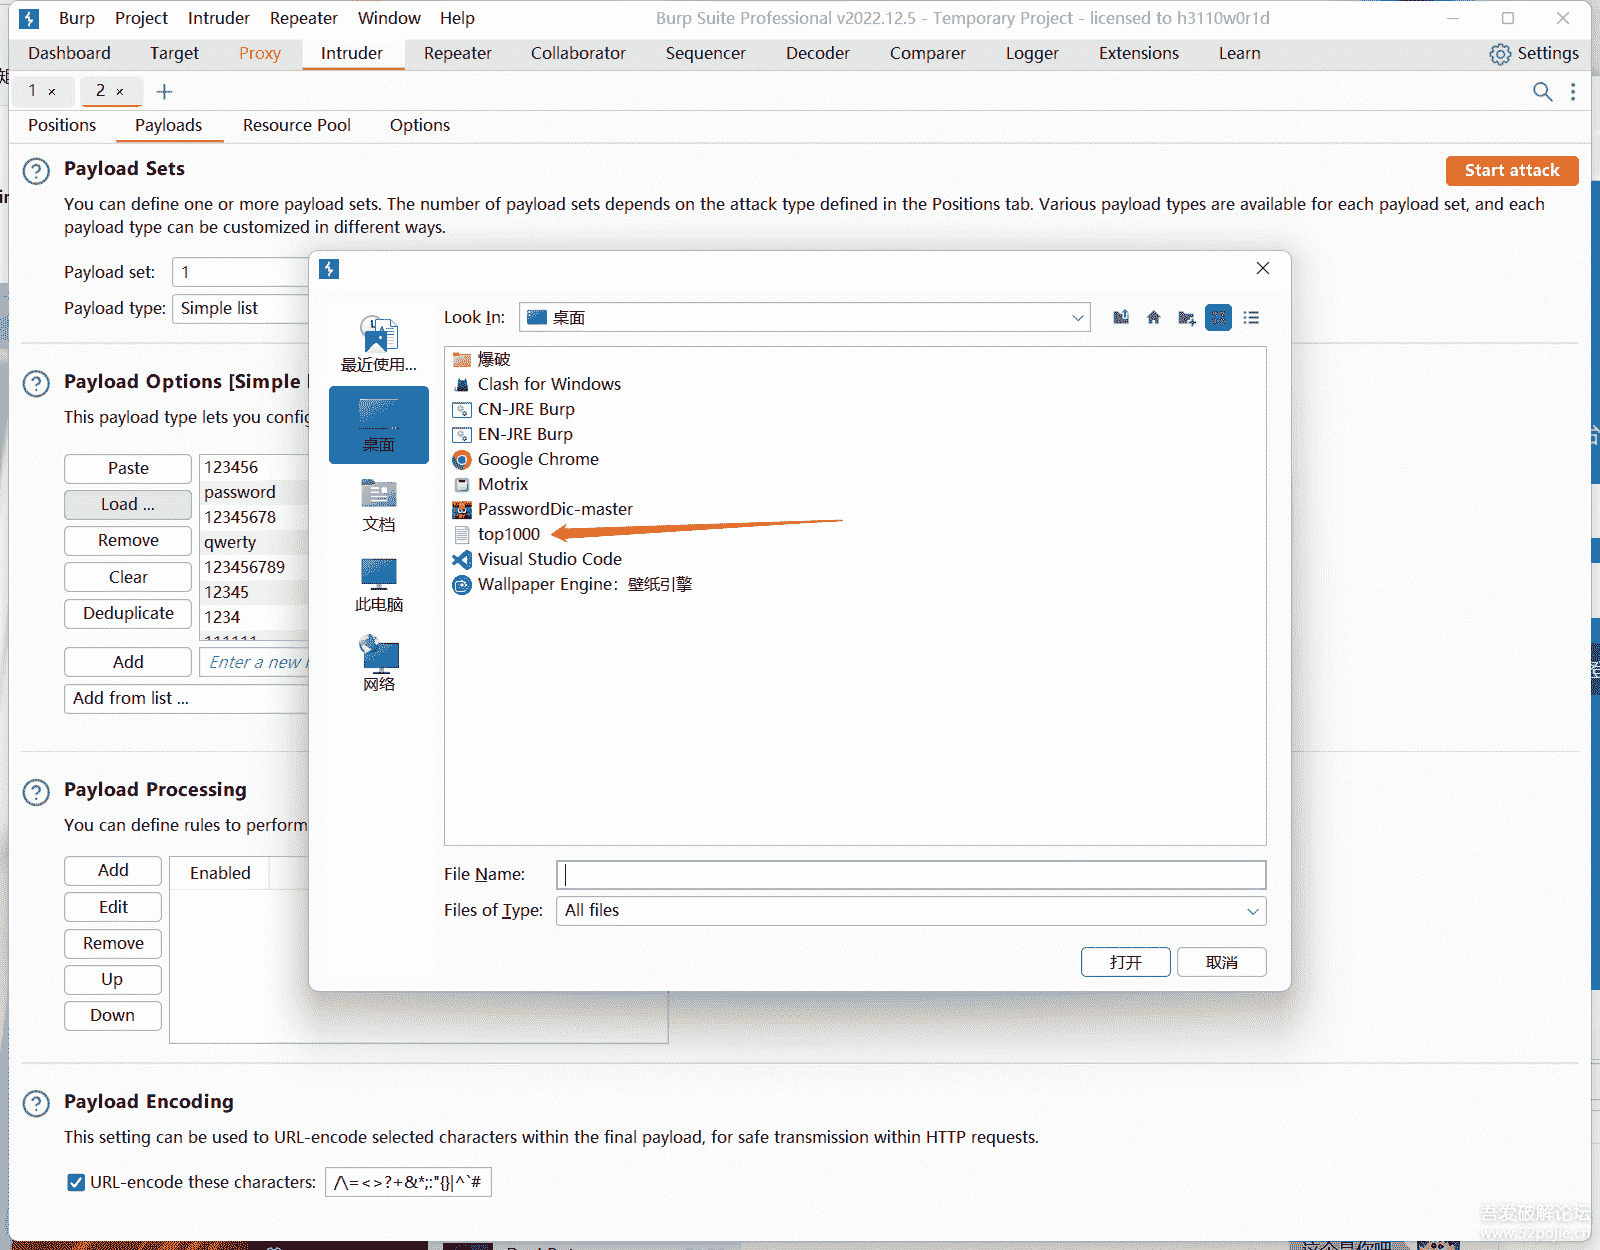 Burp Project Intruder Repeater Window Help
Burp Suite Professional v2022.12.5 - Temporary Project - licensed to h3110w0r1d
Dashboard Target Proxy Intruder Repeater Collaborator Sequencer Decoder Comparer Logger Extensions Learn Settings
1 × 2 × +
Positions Payloads Resource Pool Options
Payload Sets
Start attack
You can define one or more payload sets. The number of payload sets depends on the attack type defined in the Positions tab. Various payload types are available for each payload set, and each
payload type can be customized in different ways.
Payload set: 1
Payload type: Simple list
Payload Options [Simple
This payload type lets you config
Paste
Load ...
Remove
Clear
Deduplicate
123456
password
12345678
qwerty
123456789
12345
1234
111111
Add
Enter a new
Add from list ...
Look In: 桌面
最近使用...
桌面
文档
此电脑
网络
爆破
Clash for Windows
CN-JRE Burp
EN-JRE Burp
Google Chrome
Motrix
PasswordDic-master
top1000
Visual Studio Code
Wallpaper Engine：壁纸引擎
File Name:
Files of Type: All files
打开 取消
Payload Processing
You can define rules to perform
Add
Edit
Remove
Up
Down
Enabled
Payload Encoding
This setting can be used to URL-encode selected characters within the final payload, for safe transmission within HTTP requests.
URL-encode these characters: /\=<>?+&*;:"{}|^`#
吾爱破解论坛
www.52pojie.cn